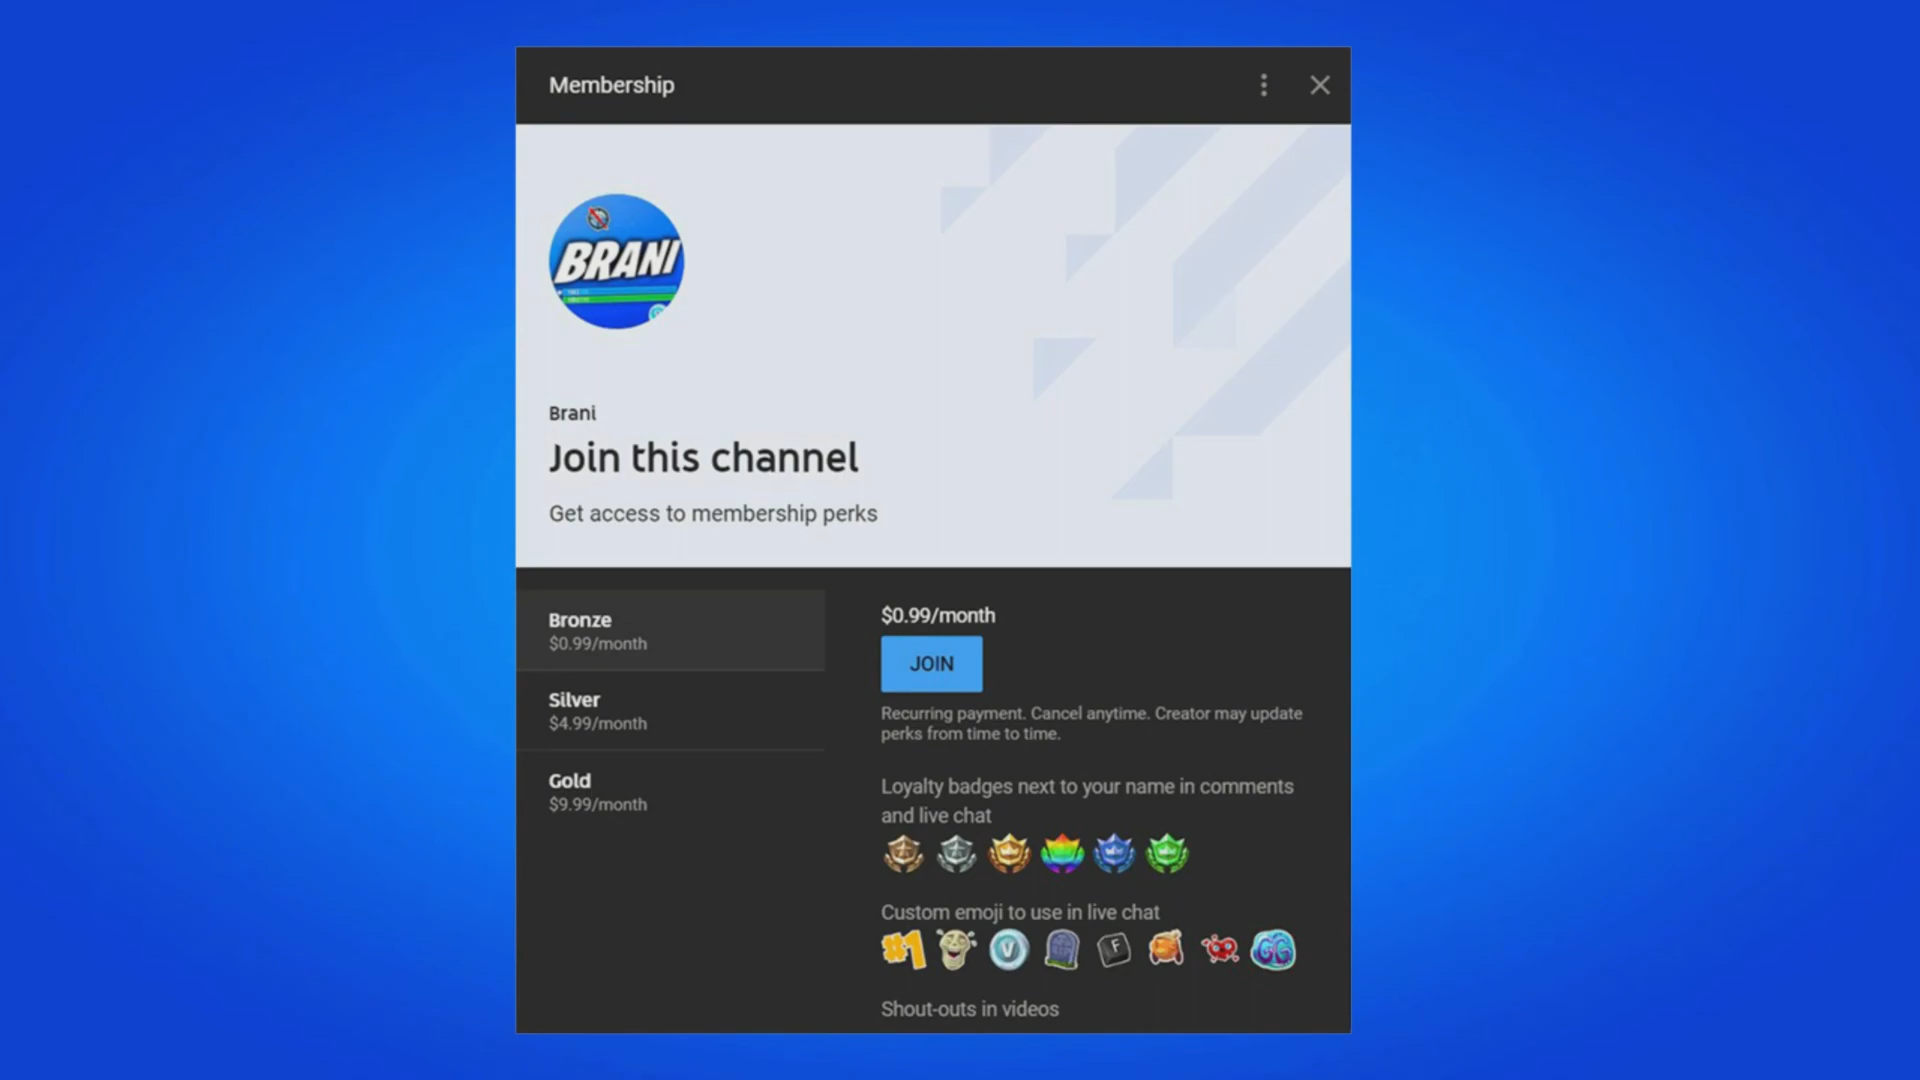 Membership
BRANI
Brani
Join this channel
Get access to membership perks
Bronze
$0.99/month
Silver
$4.99/month
Gold
$9.99/month
$0.99/month
JOIN
Recurring payment. Cancel anytime. Creator may update
perks from time to time.
Loyalty badges next to your name in comments
and live chat
Custom emoji to use in live chat
#1
V
F
GG
Shout-outs in videos